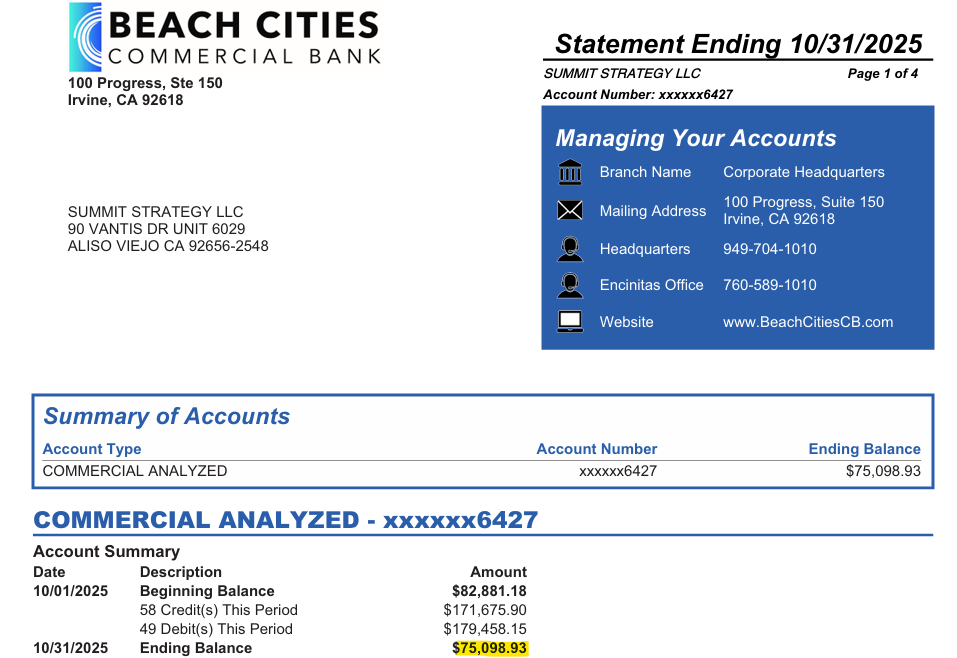 BEACH CITIES
COMMERCIAL BANK
100 Progress, Ste 150
Irvine, CA 92618
Statement Ending 10/31/2025
SUMMIT STRATEGY LLC Page 1 of 4
Account Number: xxxxxx6427
Managing Your Accounts
Branch Name Corporate Headquarters
Mailing Address 100 Progress, Suite 150
Irvine, CA 92618
Headquarters 949-704-1010
Encinitas Office 760-589-1010
Website www.BeachCitiesCB.com
SUMMIT STRATEGY LLC
90 VANTIS DR UNIT 6029
ALISO VIEJO CA 92656-2548
Summary of Accounts
Account Type Account Number Ending Balance
COMMERCIAL ANALYZED xxxxxx6427 $75,098.93
COMMERCIAL ANALYZED - xxxxxx6427
Account Summary
Date Description Amount
10/01/2025 Beginning Balance $82,881.18
58 Credit(s) This Period $171,675.90
49 Debit(s) This Period $179,458.15
10/31/2025 Ending Balance $75,098.93